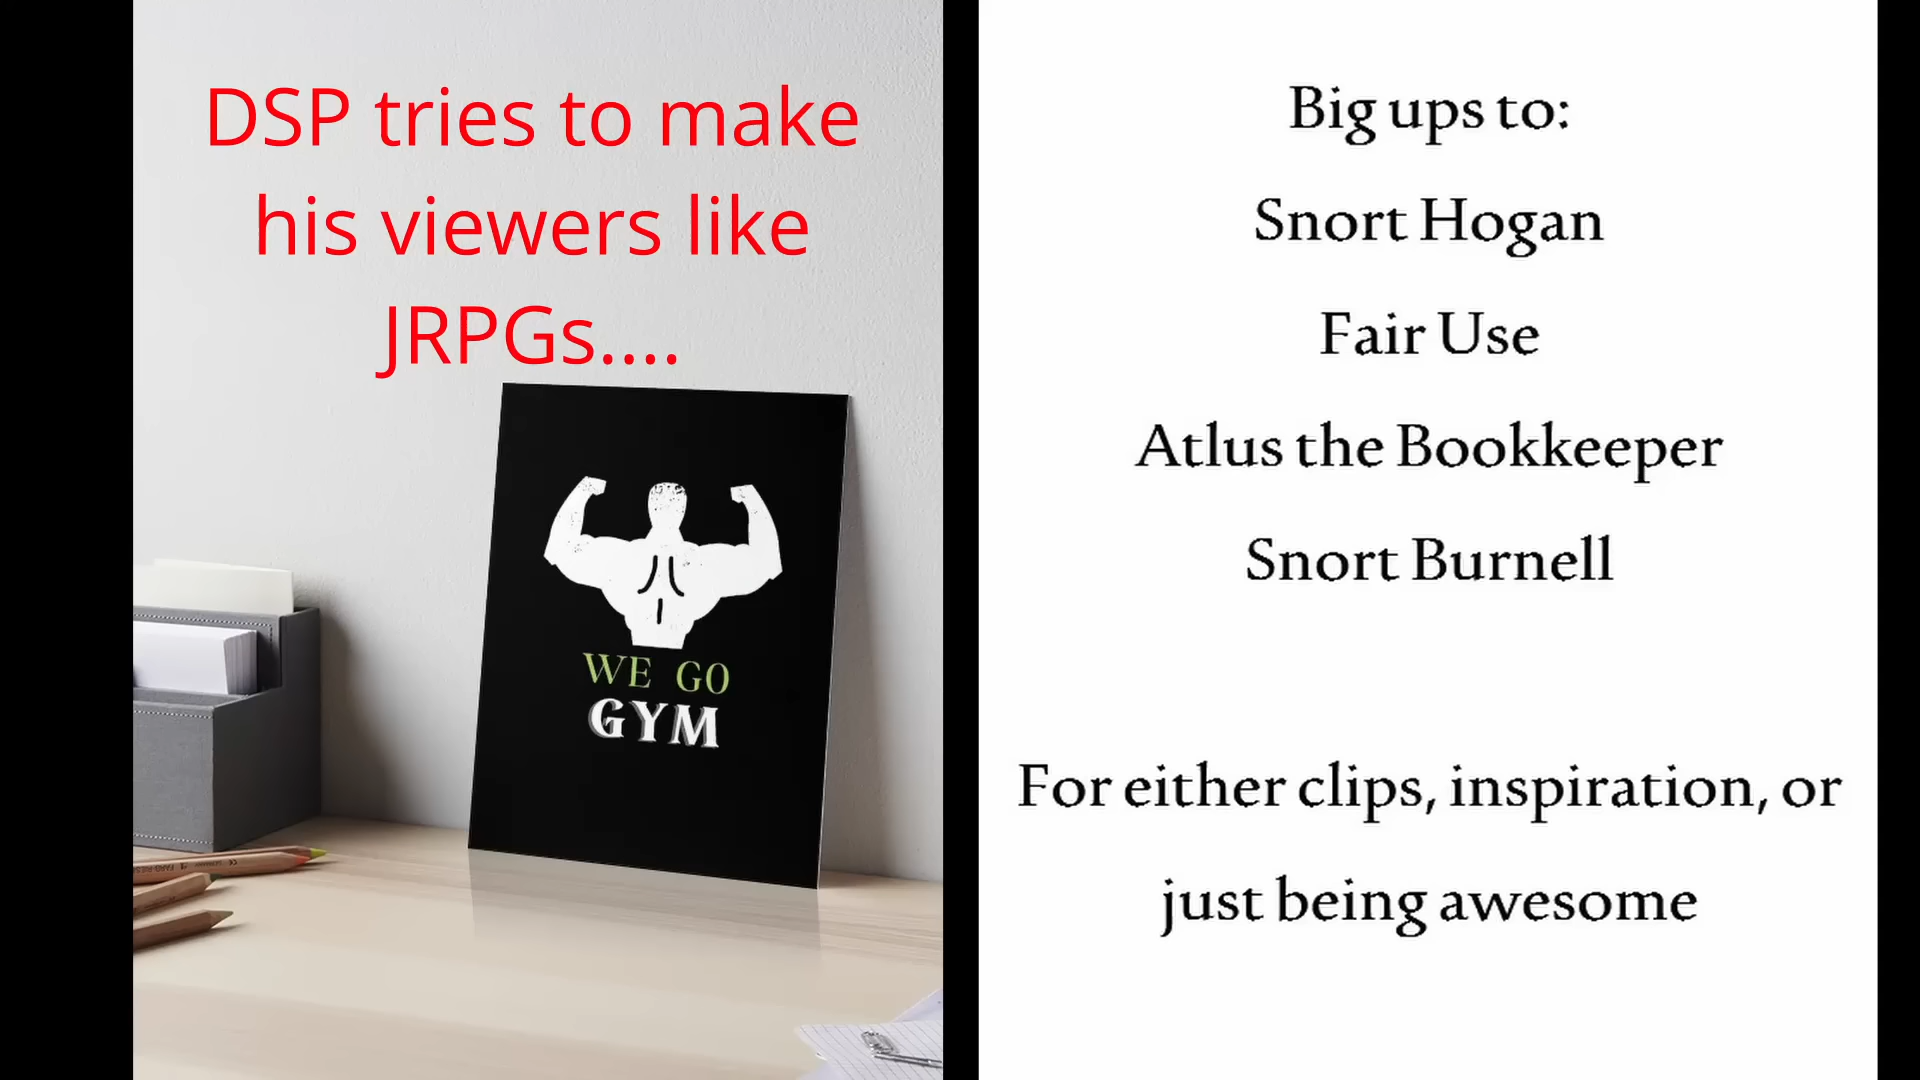 DSP tries to make
his viewers like
JRPGs....
WE GO
GYM
Big ups to:
Snort Hogan
Fair Use
Atlus the Bookkeeper
Snort Burnell
For either clips, inspiration, or
just being awesome